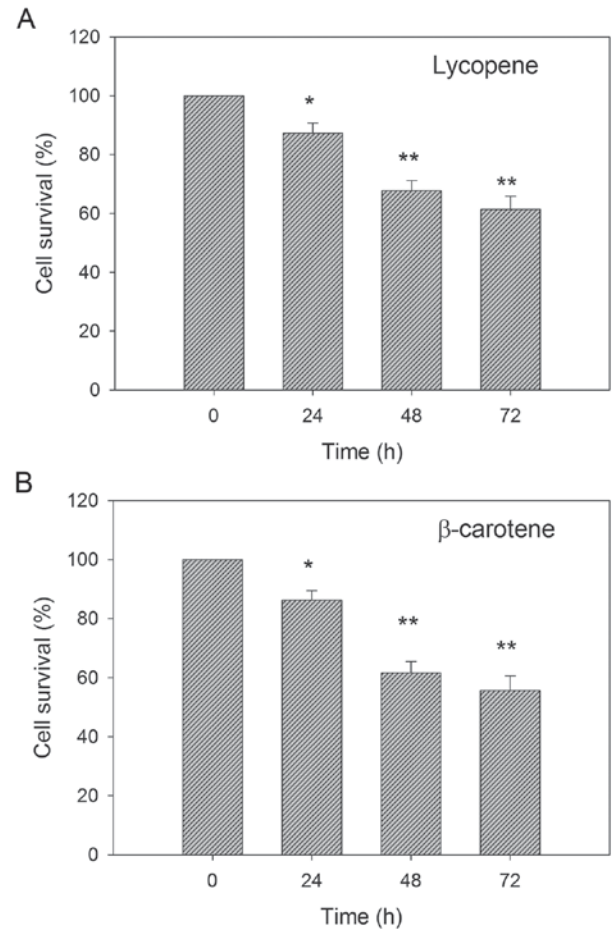 A
Lycopene
Cell survival (%)
120
100
80
60
40
20
0
*
**
**
0 24 48 72
Time (h)
B
β-carotene
Cell survival (%)
120
100
80
60
40
20
0
*
**
**
0 24 48 72
Time (h)